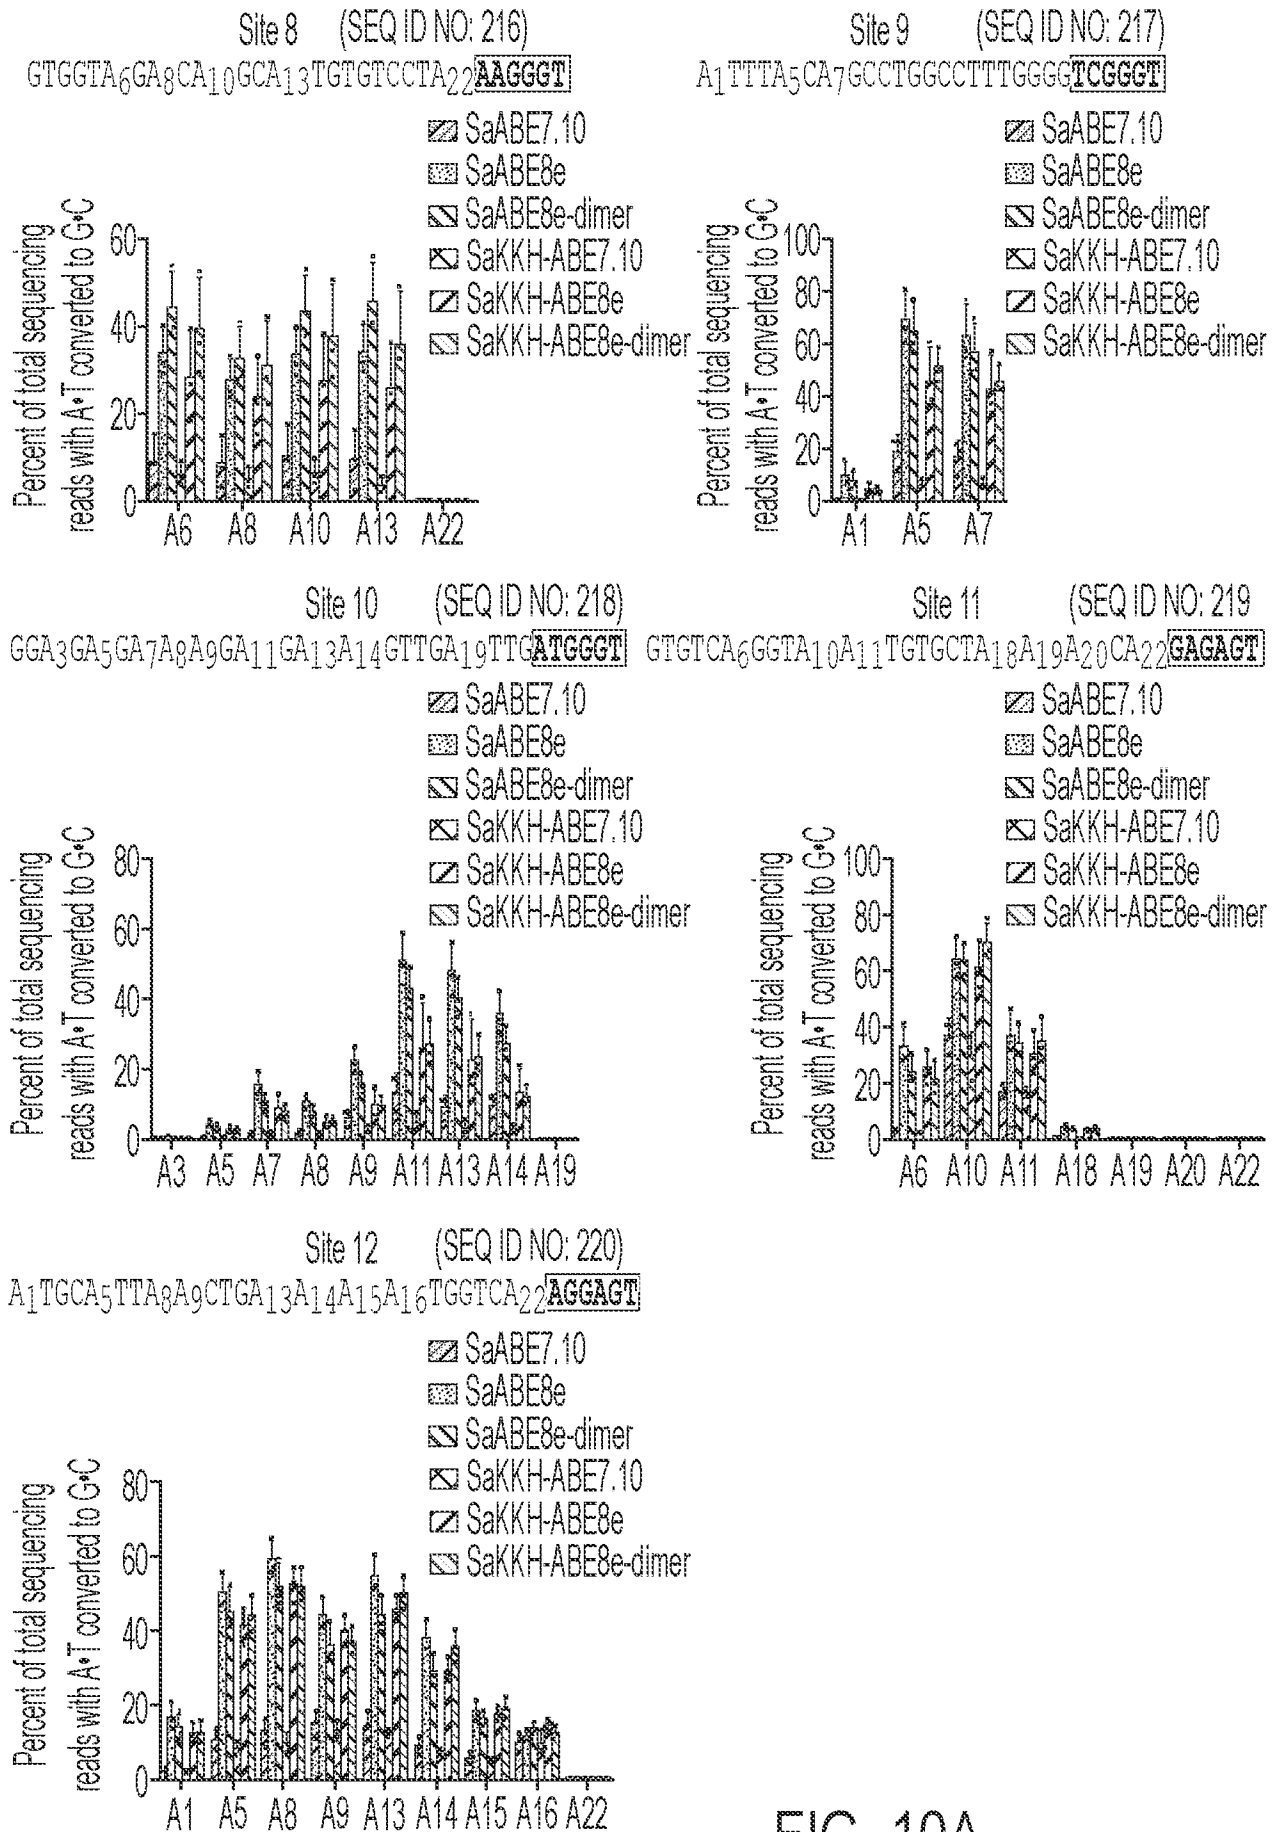 Site 8 (SEQ ID NO: 216)
GTGGTA6GA8CA10GCA13TGTGTCCTA22AAGGGT
SaABE7.10
SaABE8e
SaABE8e-dimer
SaKKH-ABE7.10
SaKKH-ABE8e
SaKKH-ABE8e-dimer
Percent of total sequencing
reads with A•T converted to G•C
60
40
20
0
A6 A8 A10 A13 A22
Site 9 (SEQ ID NO: 217)
A1TTTA5CA7GCCTGGCCTTTGGGGTCGGGT
SaABE7.10
SaABE8e
SaABE8e-dimer
SaKKH-ABE7.10
SaKKH-ABE8e
SaKKH-ABE8e-dimer
Percent of total sequencing
reads with A•T converted to G•C
100
80
60
40
20
0
A1 A5 A7
Site 10 (SEQ ID NO: 218)
GGA3GA5GA7A8A9GA11GA13A14GTTGA19TTGATGGGT
SaABE7.10
SaABE8e
SaABE8e-dimer
SaKKH-ABE7.10
SaKKH-ABE8e
SaKKH-ABE8e-dimer
Percent of total sequencing
reads with A•T converted to G•C
80
60
40
20
0
A3 A5 A7 A8 A9 A11 A13 A14 A19
Site 11 (SEQ ID NO: 219
GTGTCA6GGTA10A11TGTGCTA18A19A20CA22GAGAGT
SaABE7.10
SaABE8e
SaABE8e-dimer
SaKKH-ABE7.10
SaKKH-ABE8e
SaKKH-ABE8e-dimer
Percent of total sequencing
reads with A•T converted to G•C
100
80
60
40
20
0
A6 A10 A11 A18 A19 A20 A22
Site 12 (SEQ ID NO: 220)
A1TGCA5TTA8A9CTGA13A14A15A16TGGTCA22AGGAGT
SaABE7.10
SaABE8e
SaABE8e-dimer
SaKKH-ABE7.10
SaKKH-ABE8e
SaKKH-ABE8e-dimer
Percent of total sequencing
reads with A•T converted to G•C
80
60
40
20
0
A1 A5 A8 A9 A13 A14 A15 A16 A22